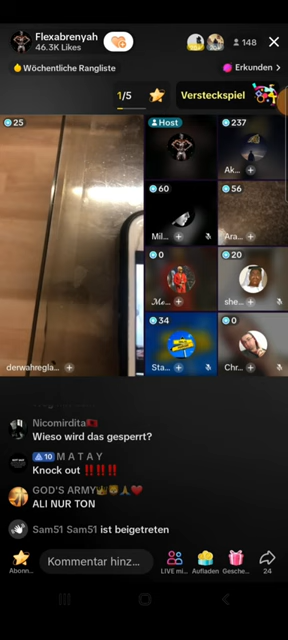 Flexabrenyah
46.3K Likes
148
Wöchentliche Rangliste
Erkunden >
1/5
Versteckspiel
25
Host
237
Ak...
60
56
Mil...
Ara...
0
20
Me...
she...
34
0
derwahregla...
Sta...
Chr...
Nicomirdita
Wieso wird das gesperrt?
10 M A T A Y
Knock out ‼️‼️‼️
GOD'S ARMY
ALI NUR TON
Sam51 Sam51 ist beigetreten
Kommentar hinz...
Abonn...
LIVE mi...
Aufladen
Gesche...
24